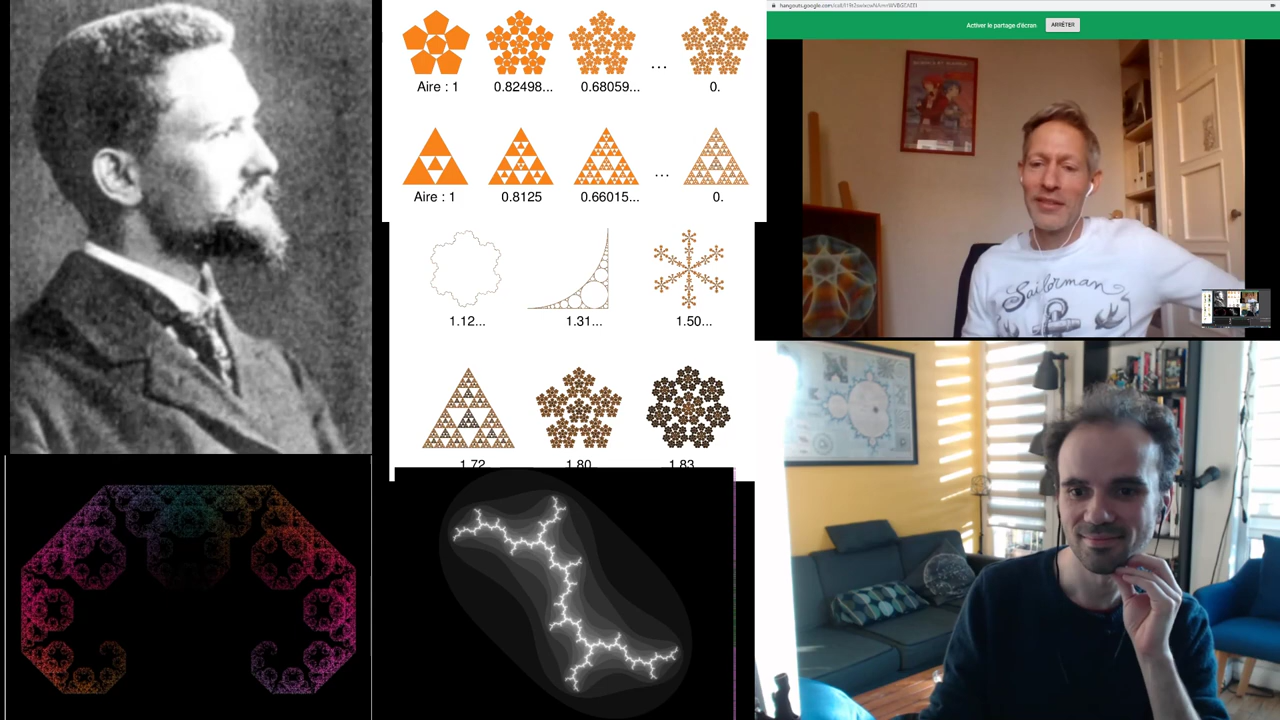 Activer le partage d'écran ARRÊTER
Aire : 1 0.82498... 0.68059... ... 0.
Aire : 1 0.8125 0.66015... ... 0.
1.12... 1.31... 1.50...
1.72 1.80 1.83
Sailorman